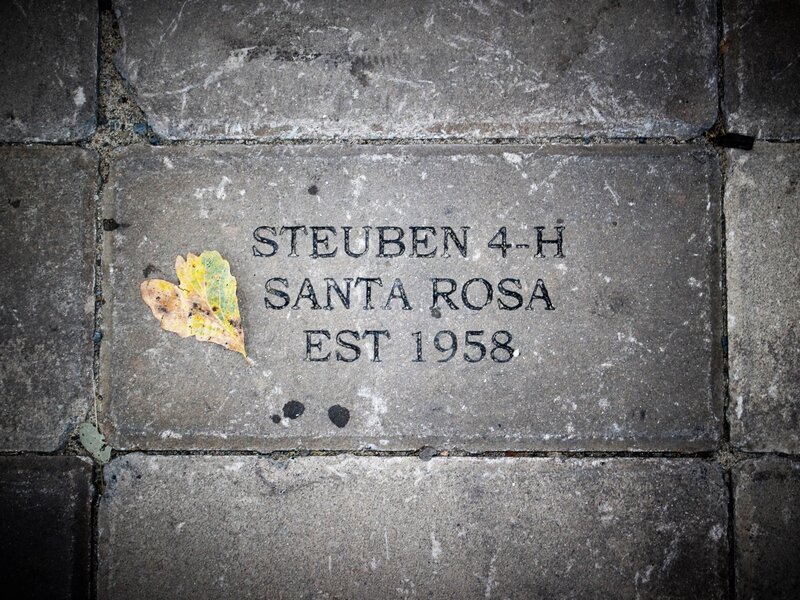 STEUBEN 4-H
SANTA ROSA
EST 1958